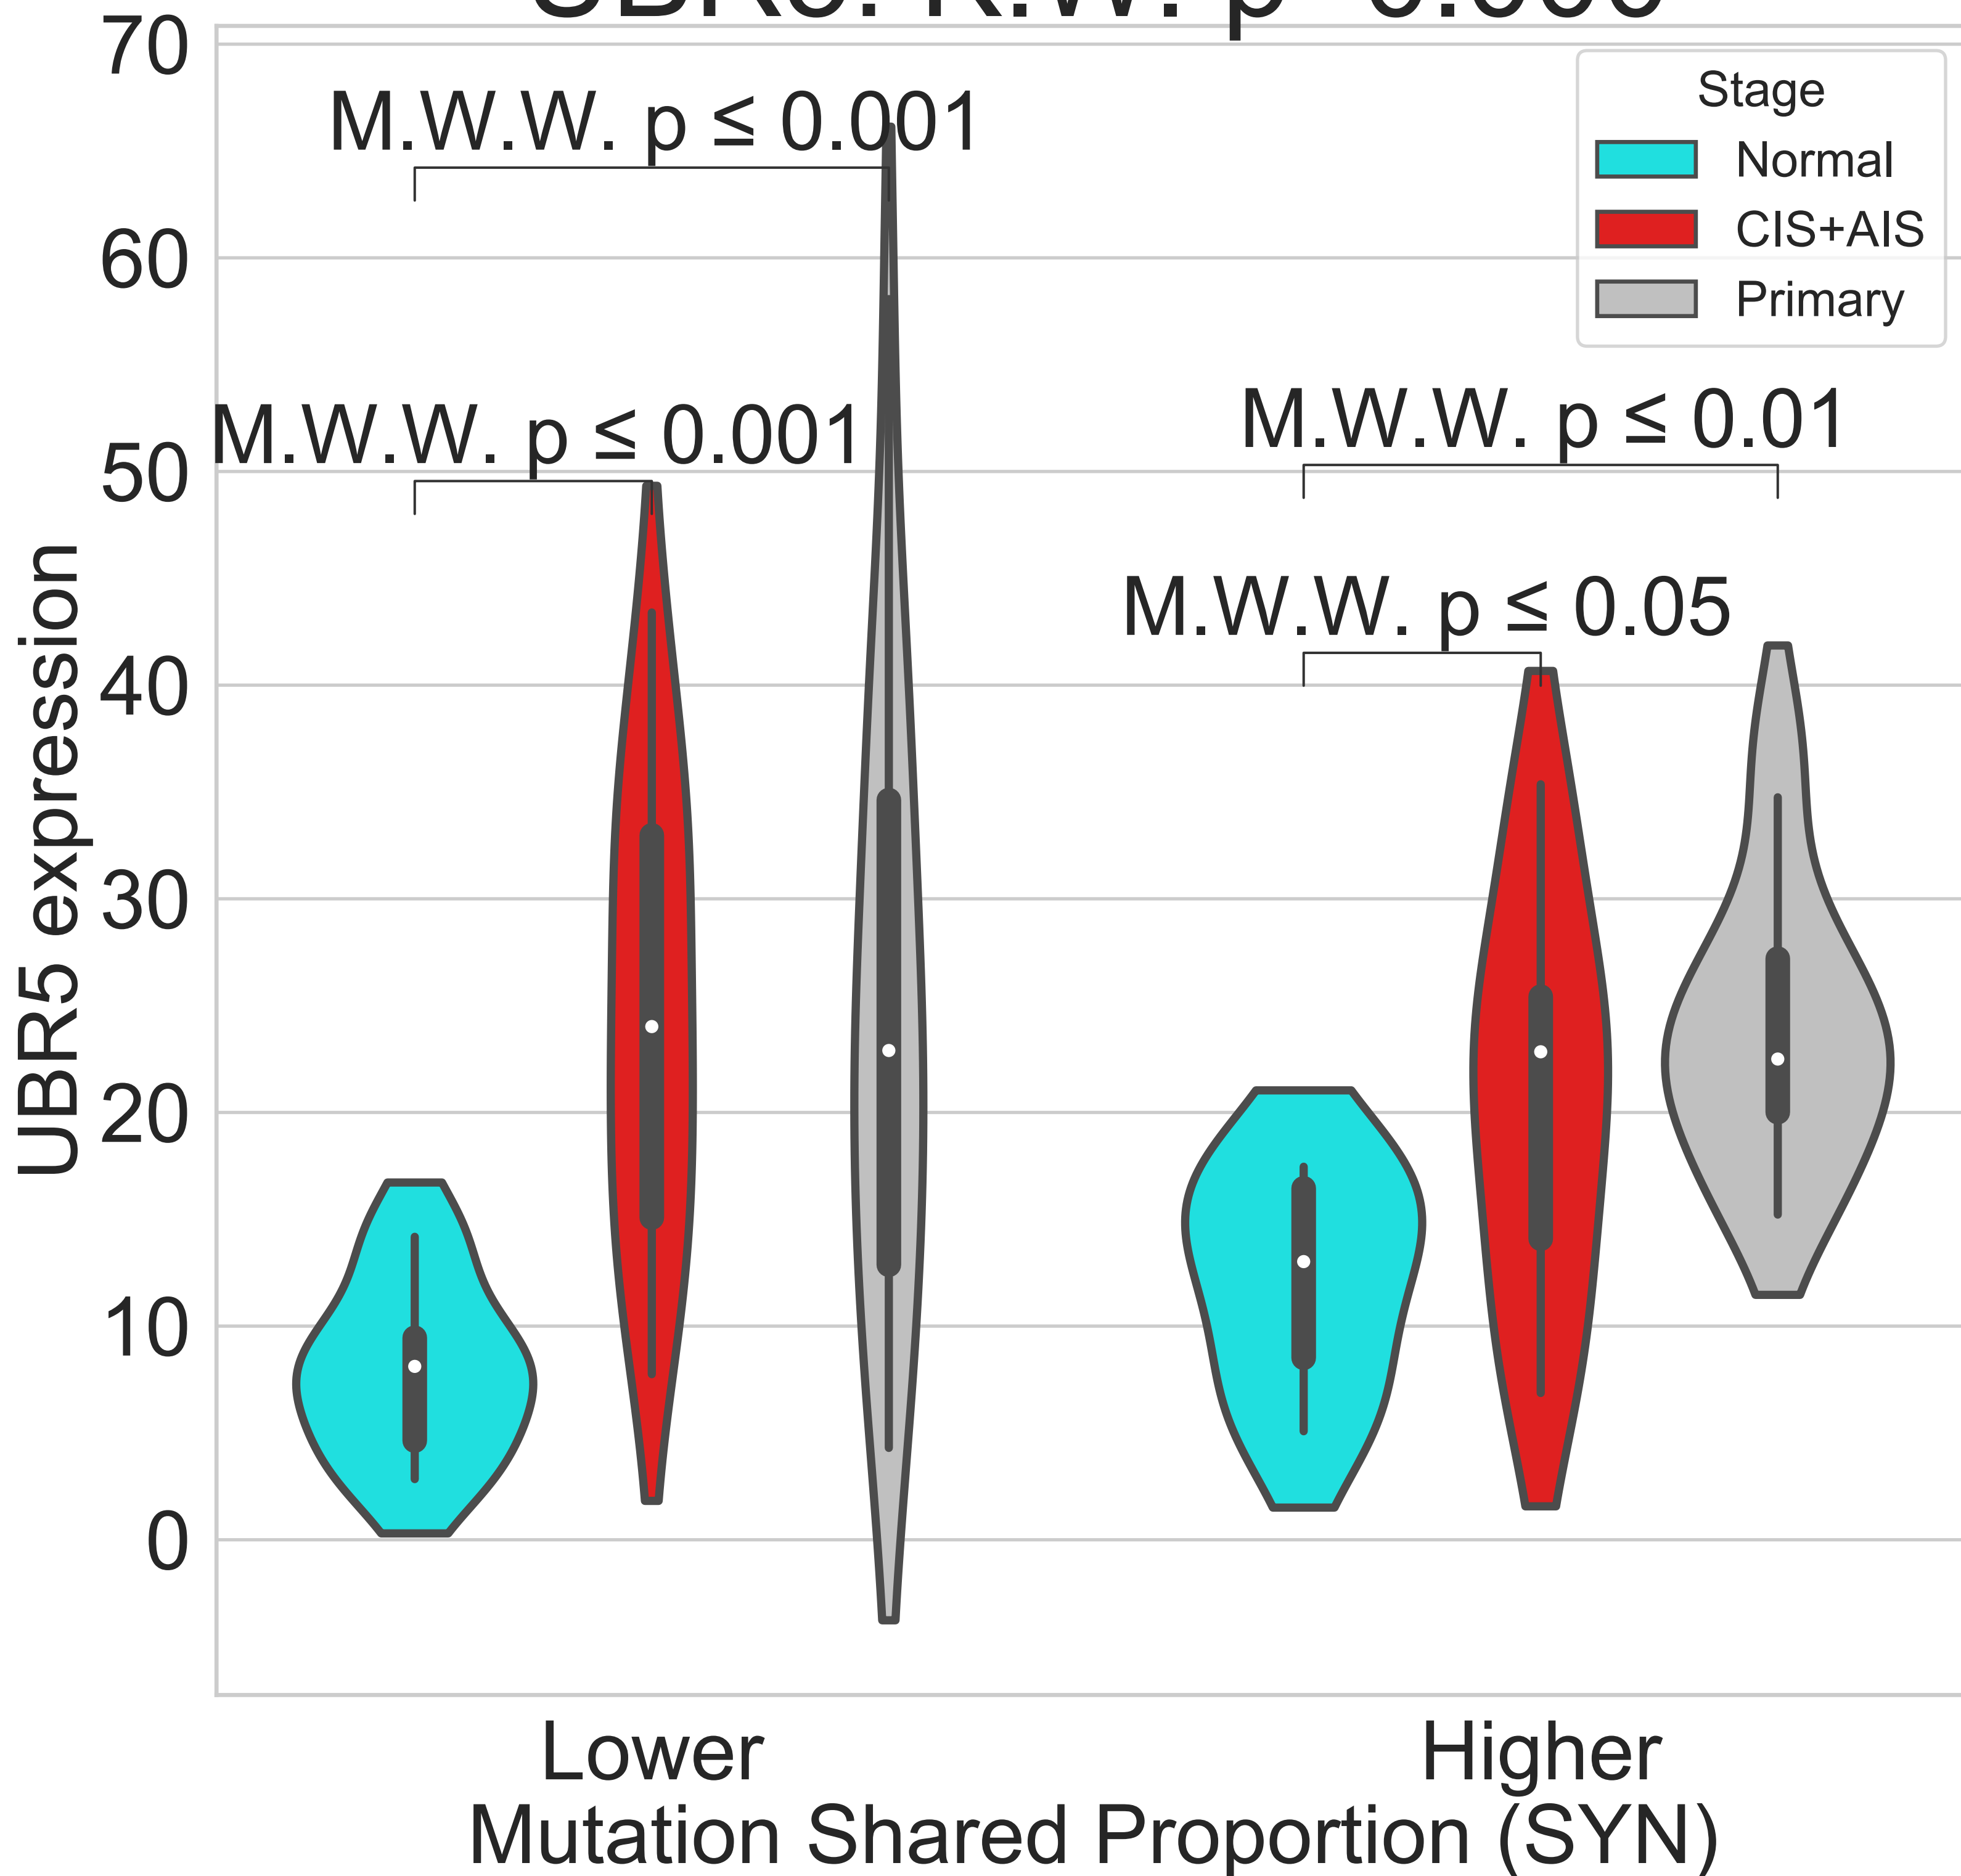 70
60
50
40
30
20
10
0
UBR5 expression
M.W.W. p ≤ 0.001
M.W.W. p ≤ 0.001
M.W.W. p ≤ 0.01
M.W.W. p ≤ 0.05
Stage
Normal
CIS+AIS
Primary
Lower
Higher
Mutation Shared Proportion (SYN)